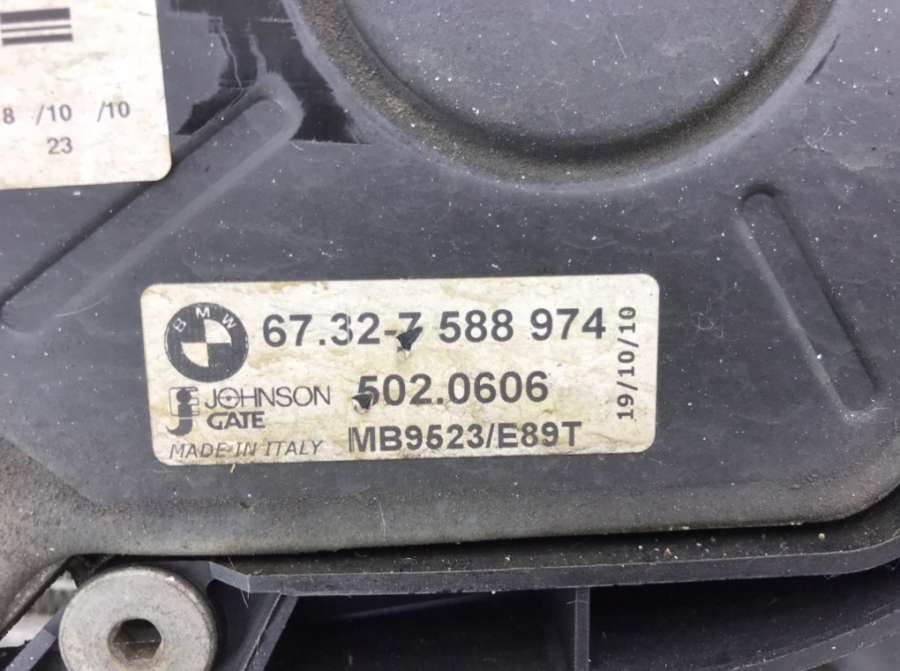 8 /10 /10
23
BMW
67.32-7 588 974
JOHNSON
GATE
502.0606
MADE IN ITALY
MB9523/E89T
19/10/10